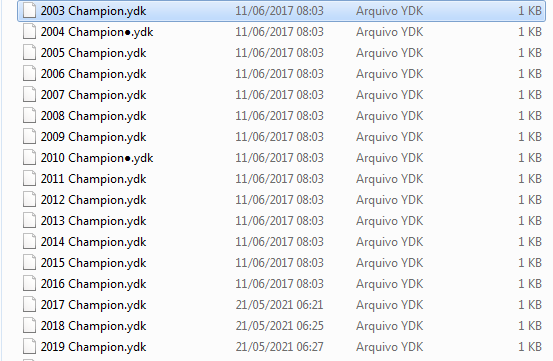 2003 Champion.ydk 11/06/2017 08:03 Arquivo YDK 1 KB
2004 Champion●.ydk 11/06/2017 08:03 Arquivo YDK 1 KB
2005 Champion.ydk 11/06/2017 08:03 Arquivo YDK 1 KB
2006 Champion.ydk 11/06/2017 08:03 Arquivo YDK 1 KB
2007 Champion.ydk 11/06/2017 08:03 Arquivo YDK 1 KB
2008 Champion.ydk 11/06/2017 08:03 Arquivo YDK 1 KB
2009 Champion.ydk 11/06/2017 08:03 Arquivo YDK 1 KB
2010 Champion●.ydk 11/06/2017 08:03 Arquivo YDK 1 KB
2011 Champion.ydk 11/06/2017 08:03 Arquivo YDK 1 KB
2012 Champion.ydk 11/06/2017 08:03 Arquivo YDK 1 KB
2013 Champion.ydk 11/06/2017 08:03 Arquivo YDK 1 KB
2014 Champion.ydk 11/06/2017 08:03 Arquivo YDK 1 KB
2015 Champion.ydk 11/06/2017 08:03 Arquivo YDK 1 KB
2016 Champion.ydk 11/06/2017 08:03 Arquivo YDK 1 KB
2017 Champion.ydk 21/05/2021 06:21 Arquivo YDK 1 KB
2018 Champion.ydk 21/05/2021 06:25 Arquivo YDK 1 KB
2019 Champion.ydk 21/05/2021 06:27 Arquivo YDK 1 KB